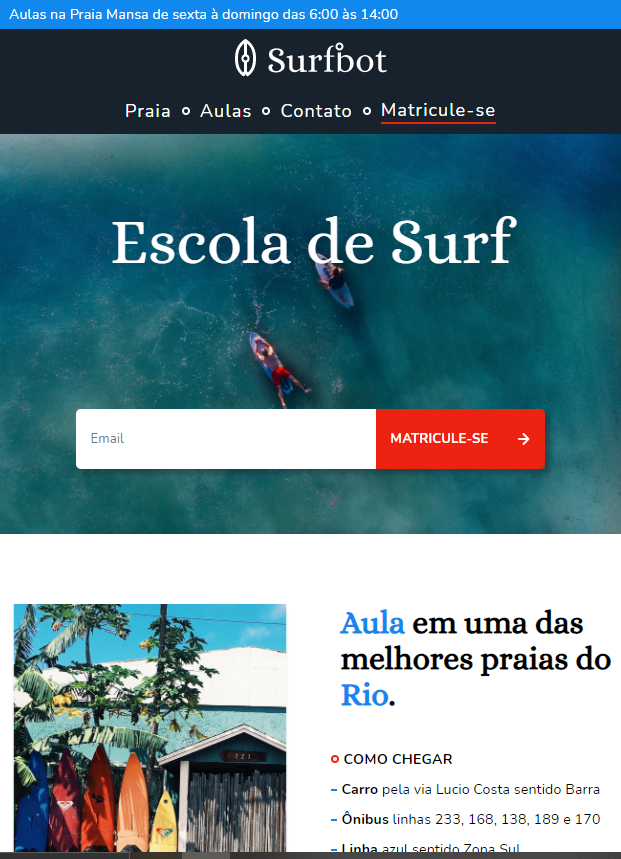 Aulas na Praia Mansa de sexta à domingo das 6:00 às 14:00
Surfbot
Praia Aulas Contato Matricule-se
Escola de Surf
Email MATRICULE-SE →
321
Aula em uma das
melhores praias do
Rio.
COMO CHEGAR
- Carro pela via Lucio Costa sentido Barra
- Ônibus linhas 233, 168, 138, 189 e 170
- Linha azul sentido Zona Sul